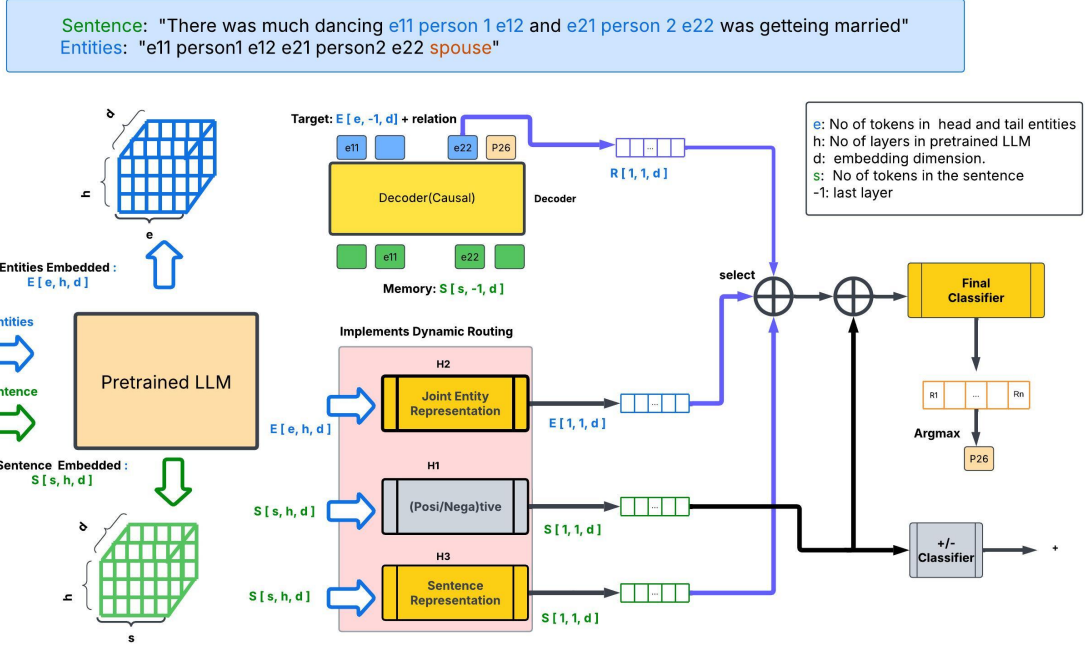 Sentence: "There was much dancing e11 person 1 e12 and e21 person 2 e22 was getteing married"
Entities: "e11 person1 e12 e21 person2 e22 spouse"
d
h
e
Entities Embedded :
E [ e, h, d ]
ntities
ntence
Pretrained LLM
Sentence Embedded :
S [ s, h, d ]
d
h
s
Target: E [ e, -1, d] + relation
e11
e22
P26
Decoder(Causal)
Decoder
e11
e22
Memory: S [ s, -1, d ]
...
R [ 1, 1, d ]
e: No of tokens in head and tail entities
h: No of layers in pretrained LLM
d: embedding dimension.
s: No of tokens in the sentence
-1: last layer
Implements Dynamic Routing
H2
Joint Entity
Representation
E [ e, h, d ]
...
E [ 1, 1, d ]
H1
(Posi/Nega)tive
S [ s, h, d ]
...
S [ 1, 1, d ]
H3
Sentence
Representation
S [ s, h, d ]
...
S [ 1, 1, d ]
select
Final
Classifier
R1
...
Rn
Argmax
P26
+/-
Classifier
+